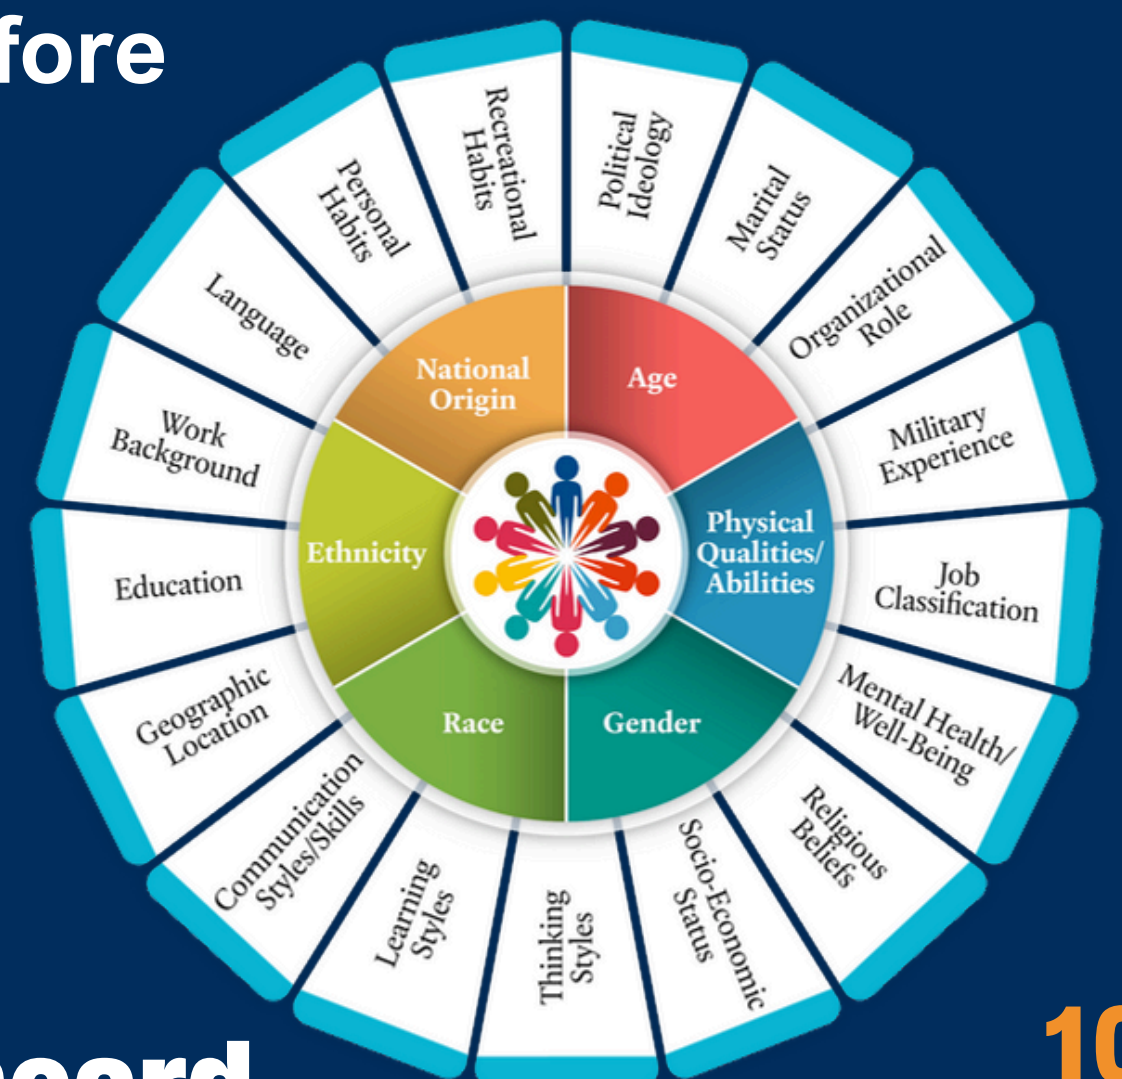 fore
Political
Ideology
Marital
Status
Organizational
Role
Military
Experience
Job
Classification
Mental Health/
Well-Being
Religious
Beliefs
Socio-Economic
Status
Thinking
Styles
Learning
Styles
Communication
Styles/Skills
Geographic
Location
Education
Work
Background
Language
Personal
Habits
Recreational
Habits
Age
Physical
Qualities/
Abilities
Gender
Race
Ethnicity
National
Origin
10